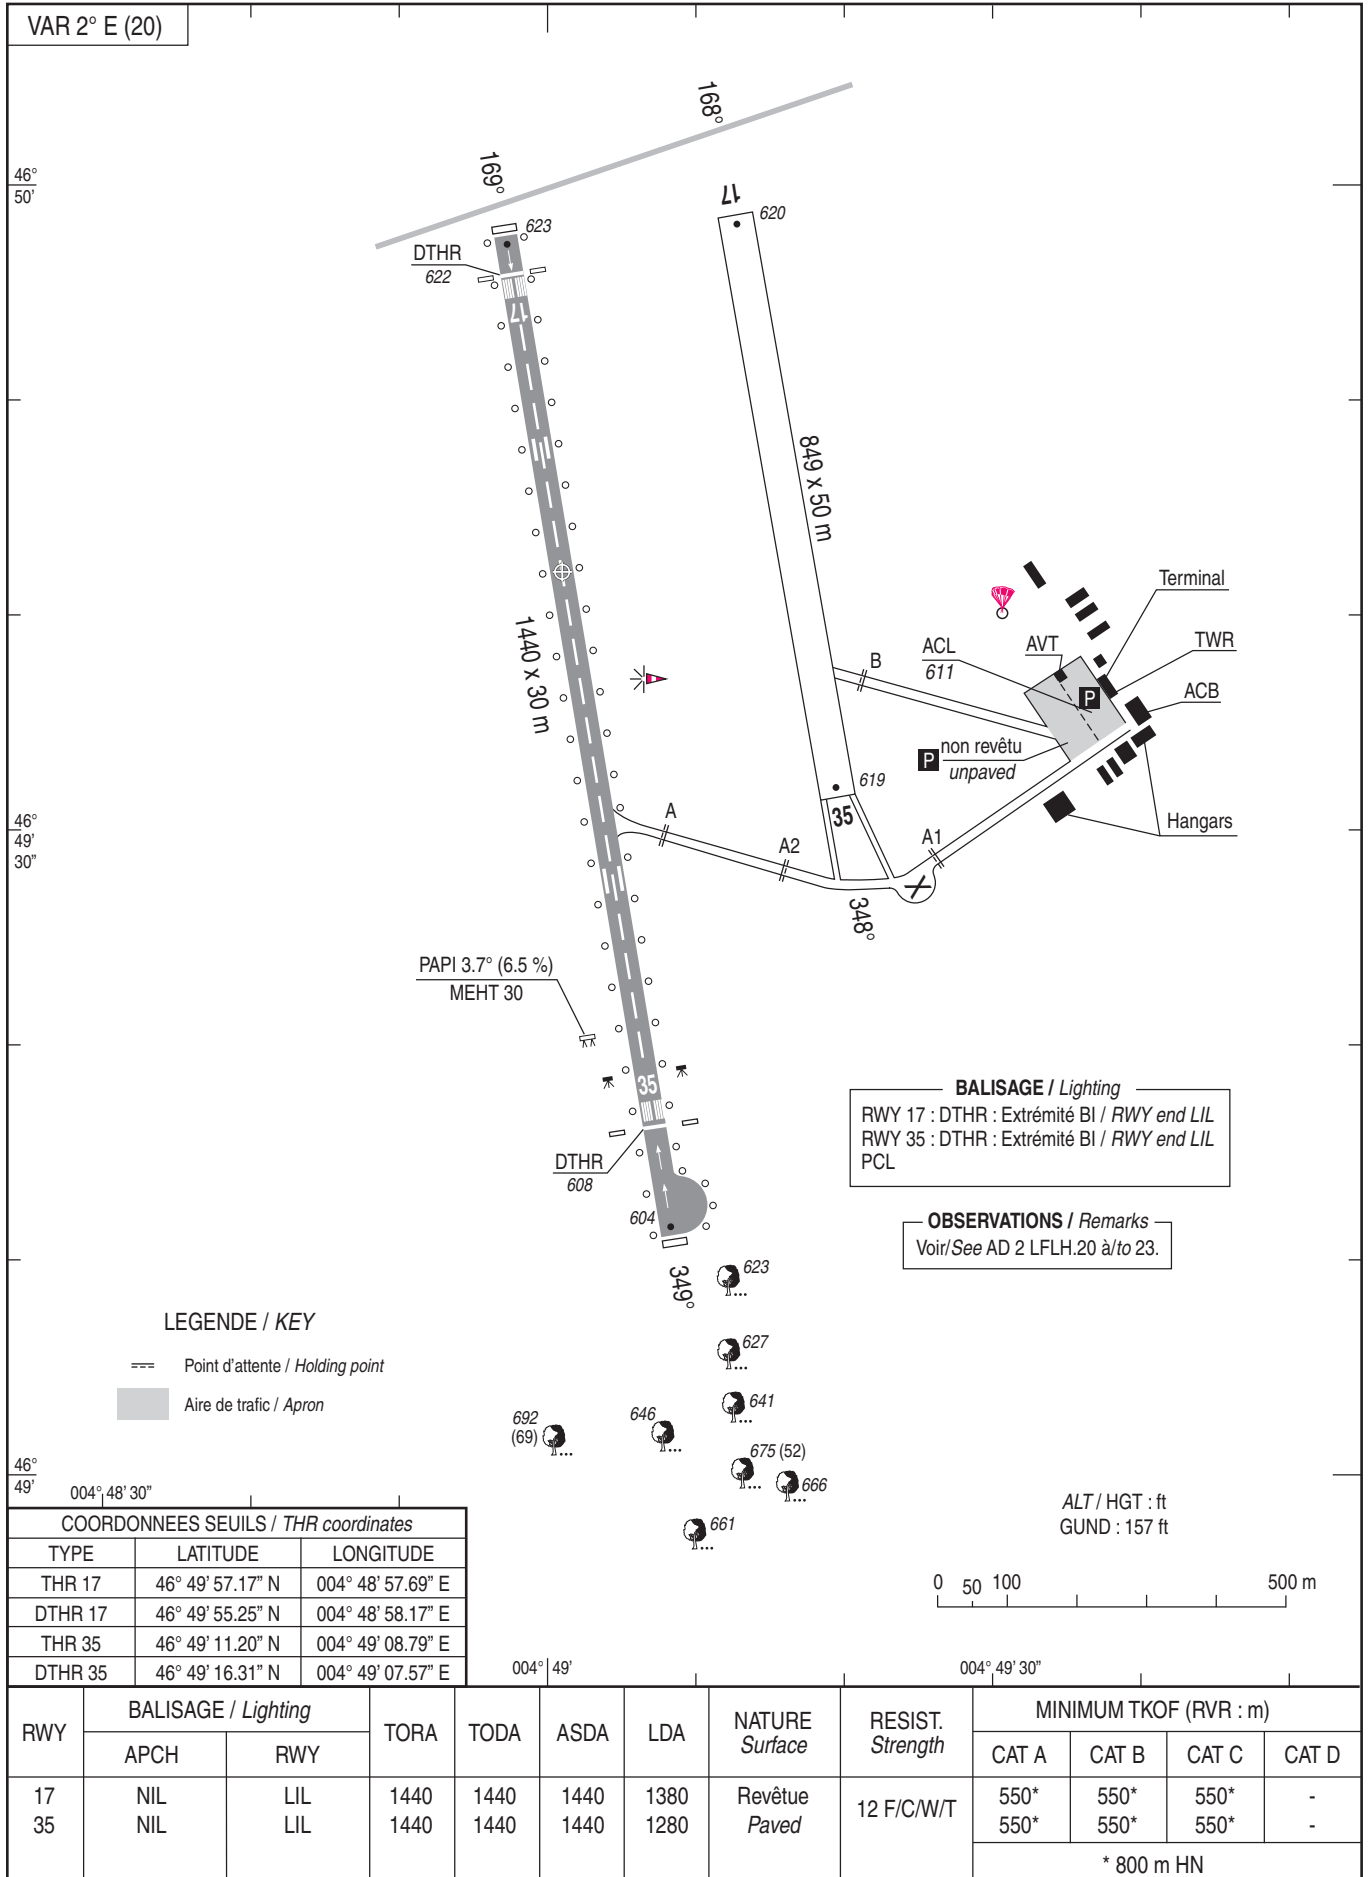 VAR 2° E (20)
168°
169°
46°
50'
17
620
623
DTHR
622
17
849 x 50 m
1440 x 30 m
Terminal
TWR
ACB
AVT
ACL
611
B
P
P non revêtu
unpaved
619
35
A
A2
A1
Hangars
46°
49'
30”
348°
PAPI 3.7° (6.5 %)
MEHT 30
35
DTHR
608
604
349°
BALISAGE / Lighting
RWY 17 : DTHR : Extrémité BI / RWY end LIL
RWY 35 : DTHR : Extrémité BI / RWY end LIL
PCL
OBSERVATIONS / Remarks
Voir/See AD 2 LFLH.20 à/to 23.
623
627
641
646
692
(69)
675 (52)
666
661
LEGENDE / KEY
Point d'attente / Holding point
Aire de trafic / Apron
46°
49'
004° 48' 30”
ALT / HGT : ft
GUND : 157 ft
0 50 100 500 m
COORDONNEES SEUILS / THR coordinates
TYPE LATITUDE LONGITUDE
THR 17 46° 49' 57.17” N 004° 48' 57.69” E
DTHR 17 46° 49' 55.25” N 004° 48' 58.17” E
THR 35 46° 49' 11.20” N 004° 49' 08.79” E
DTHR 35 46° 49' 16.31” N 004° 49' 07.57” E
004° 49' 004° 49' 30”
RWY BALISAGE / Lighting TORA TODA ASDA LDA NATURE RESIST. MINIMUM TKOF (RVR : m)
Surface Strength
APCH RWY CAT A CAT B CAT C CAT D
17 NIL LIL 1440 1440 1440 1380 Revêtue 12 F/C/W/T 550* 550* 550* -
35 NIL LIL 1440 1440 1440 1280 Paved 550* 550* 550* -
* 800 m HN